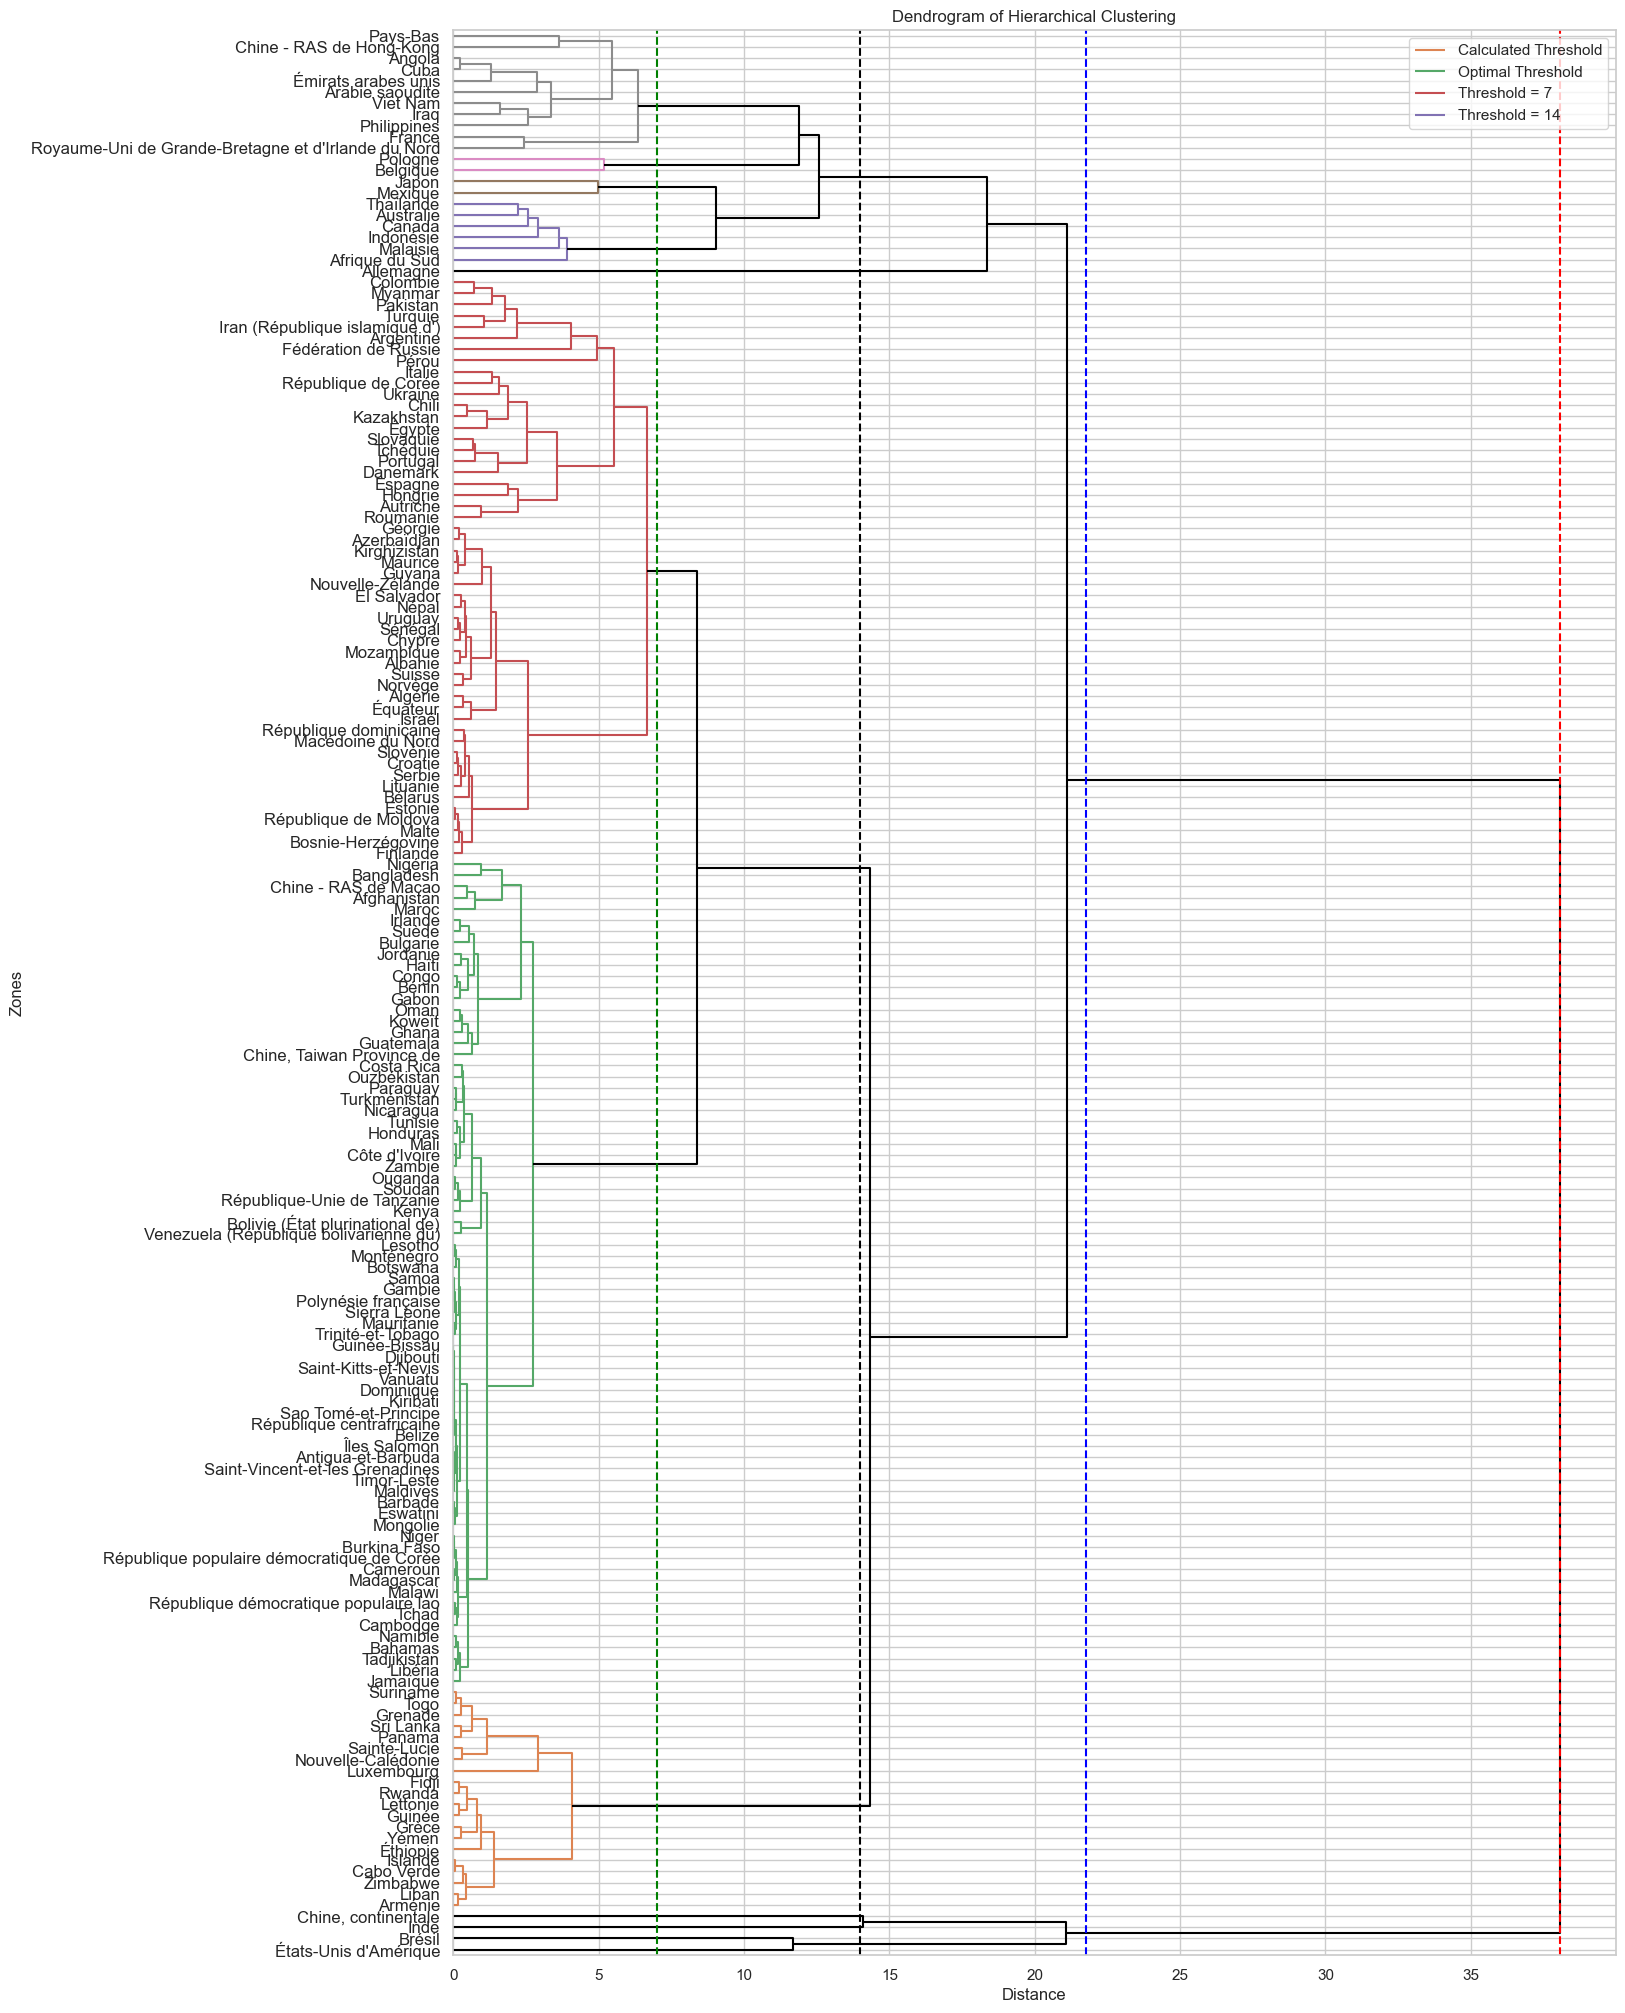 Dendrogram of Hierarchical Clustering
Calculated Threshold
Optimal Threshold
Threshold = 7
Threshold = 14
Zones
Pays-Bas
Chine - RAS de Hong-Kong
Angola
Cuba
Émirats arabes unis
Arabie saoudite
Viet Nam
Iraq
Philippines
France
Royaume-Uni de Grande-Bretagne et d'Irlande du Nord
Pologne
Belgique
Japon
Mexique
Thaïlande
Australie
Canada
Indonésie
Malaisie
Afrique du Sud
Allemagne
Colombie
Myanmar
Pakistan
Turquie
Iran (République islamique d')
Argentine
Fédération de Russie
Pérou
Italie
République de Corée
Ukraine
Chili
Kazakhstan
Égypte
Slovaquie
Tchéquie
Portugal
Danemark
Espagne
Hongrie
Autriche
Roumanie
Géorgie
Azerbaïdjan
Kirghizistan
Maurice
Guyana
Nouvelle-Zélande
El Salvador
Népal
Uruguay
Sénégal
Chypre
Mozambique
Albanie
Suisse
Norvège
Algérie
Équateur
Israël
République dominicaine
Macédoine du Nord
Slovénie
Croatie
Serbie
Lituanie
Bélarus
Estonie
République de Moldova
Malte
Bosnie-Herzégovine
Finlande
Nigéria
Bangladesh
Chine - RAS de Macao
Afghanistan
Maroc
Irlande
Suède
Bulgarie
Jordanie
Haïti
Congo
Bénin
Gabon
Oman
Koweït
Ghana
Guatemala
Chine, Taiwan Province de
Costa Rica
Ouzbékistan
Paraguay
Turkménistan
Nicaragua
Tunisie
Honduras
Mali
Côte d'Ivoire
Zambie
Ouganda
Soudan
République-Unie de Tanzanie
Kenya
Bolivie (État plurinational de)
Venezuela (République bolivarienne du)
Lesotho
Monténégro
Botswana
Samoa
Gambie
Polynésie française
Sierra Leone
Mauritanie
Trinité-et-Tobago
Guinée-Bissau
Djibouti
Saint-Kitts-et-Nevis
Vanuatu
Dominique
Kiribati
Sao Tomé-et-Principe
République centrafricaine
Belize
Îles Salomon
Antigua-et-Barbuda
Saint-Vincent-et-les Grenadines
Timor-Leste
Maldives
Barbade
Eswatini
Mongolie
Niger
Burkina Faso
République populaire démocratique de Corée
Cameroun
Madagascar
Malawi
République démocratique populaire lao
Tchad
Cambodge
Namibie
Bahamas
Tadjikistan
Libéria
Jamaïque
Suriname
Togo
Grenade
Sri Lanka
Panama
Sainte-Lucie
Nouvelle-Calédonie
Luxembourg
Fidji
Rwanda
Lettonie
Guinée
Grèce
Yémen
Éthiopie
Islande
Cabo Verde
Zimbabwe
Liban
Arménie
Chine, continentale
Inde
Brésil
États-Unis d'Amérique
0 5 10 15 20 25 30 35
Distance